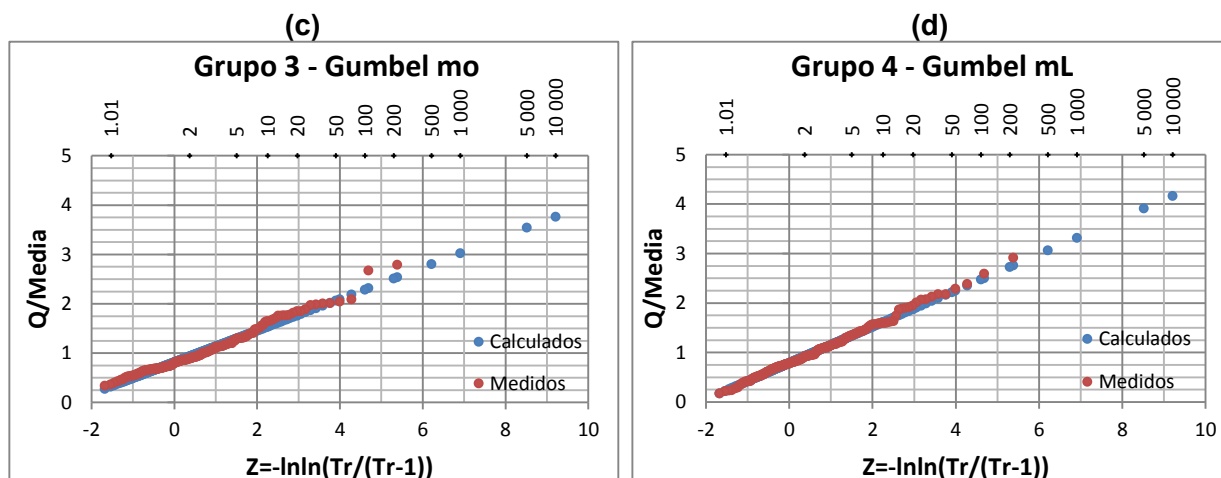 (c)
Grupo 3 - Gumbel mo
1.01 2 5 10 20 50 100 200 500 1 000 5 000 10 000
5
4
3
2
1
0
Q/Media
Calculados
Medidos
-2 0 2 4 6 8 10
Z=-lnln(Tr/(Tr-1))
(d)
Grupo 4 - Gumbel mL
1.01 2 5 10 20 50 100 200 500 1 000 5 000 10 000
5
4
3
2
1
0
Q/Media
Calculados
Medidos
-2 0 2 4 6 8 10
Z=-lnln(Tr/(Tr-1))